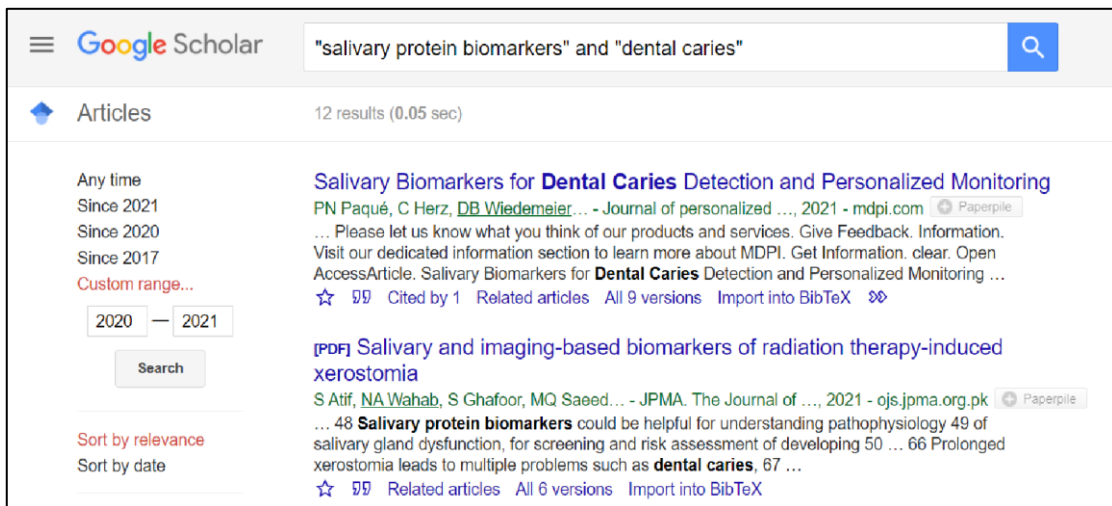 Google Scholar
"salivary protein biomarkers" and "dental caries"
Articles
12 results (0.05 sec)
Any time
Since 2021
Since 2020
Since 2017
Custom range...
2020 — 2021
Search
Sort by relevance
Sort by date
Salivary Biomarkers for Dental Caries Detection and Personalized Monitoring
PN Paqué, C Herz, DB Wiedemeier... - Journal of personalized ..., 2021 - mdpi.com Paperpile
... Please let us know what you think of our products and services. Give Feedback. Information.
Visit our dedicated information section to learn more about MDPI. Get Information. clear. Open
AccessArticle. Salivary Biomarkers for Dental Caries Detection and Personalized Monitoring ...
Cited by 1 Related articles All 9 versions Import into BibTeX
[PDF] Salivary and imaging-based biomarkers of radiation therapy-induced
xerostomia
S Atif, NA Wahab, S Ghafoor, MQ Saeed... - JPMA. The Journal of ..., 2021 - ojs.jpma.org.pk Paperpile
... 48 Salivary protein biomarkers could be helpful for understanding pathophysiology 49 of
salivary gland dysfunction, for screening and risk assessment of developing 50 ... 66 Prolonged
xerostomia leads to multiple problems such as dental caries, 67 ...
Related articles All 6 versions Import into BibTeX